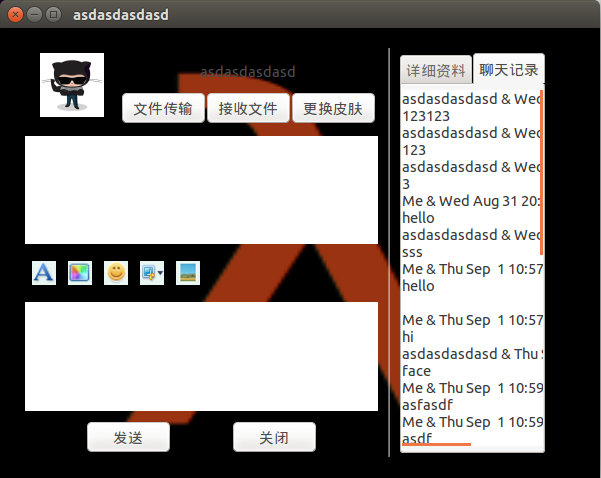 asdasdasdasd
asdasdasdasd
文件传输 接收文件 更换皮肤
发送 关闭
详细资料 聊天记录
asdasdasdasd & Wed
123123
asdasdasdasd & Wed
123
asdasdasdasd & Wed
3
Me & Wed Aug 31 20:
hello
asdasdasdasd & Wed
sss
Me & Thu Sep  1 10:57
hello
Me & Thu Sep  1 10:57
hi
asdasdasdasd & Thu S
face
Me & Thu Sep  1 10:59
asfasdf
Me & Thu Sep  1 10:59
asdf